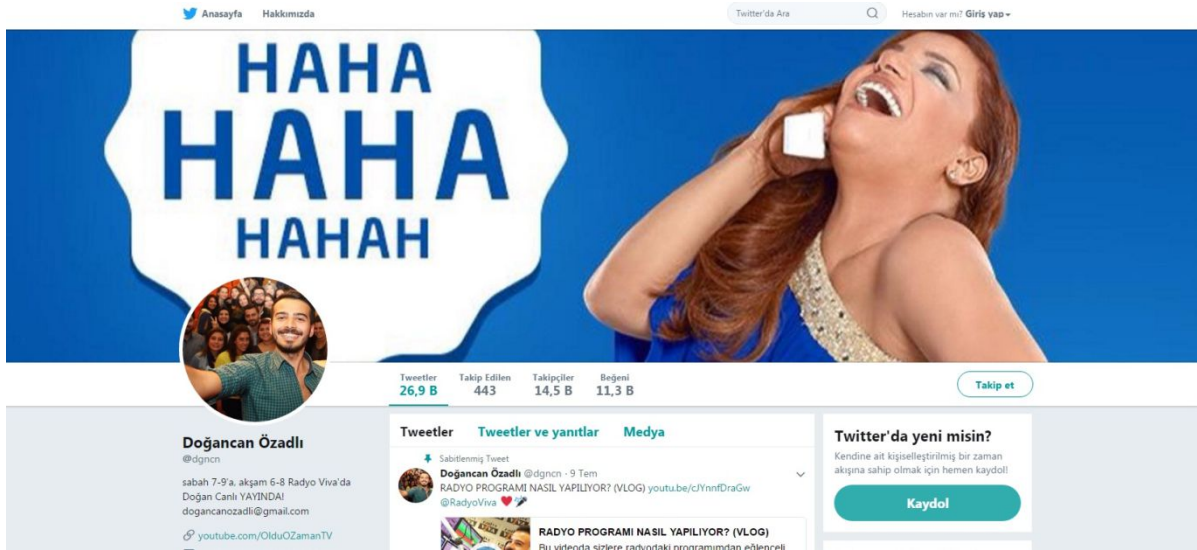 Anasayfa
Hakkımızda
Twitter'da Ara
Hesabın var mı? Giriş yap
HAHA
HAHA
HAHAH
Tweetler
26,9 B
Takip Edilen
443
Takipçiler
14,5 B
Beğeni
11,3 B
Takip et
Doğancan Özadlı
@dgncn
sabah 7-9'a, akşam 6-8 Radyo Viva'da
Doğan Canlı YAYINDA!
dogancanozadli@gmail.com
youtube.com/OlduOZamanTV
Tweetler
Tweetler ve yanıtlar
Medya
Sabitlenmiş Tweet
Doğancan Özadlı @dgncn · 9 Tem
RADYO PROGRAMI NASIL YAPILIYOR? (VLOG) youtu.be/cJYnnfDraGw
@RadyoViva ❤️🎤
RADYO PROGRAMI NASIL YAPILIYOR? (VLOG)
Bu videoda sizlere radyodaki programımdan eğlenceli
Twitter'da yeni misin?
Kendine ait kişiselleştirilmiş bir zaman
akışına sahip olmak için hemen kaydol!
Kaydol